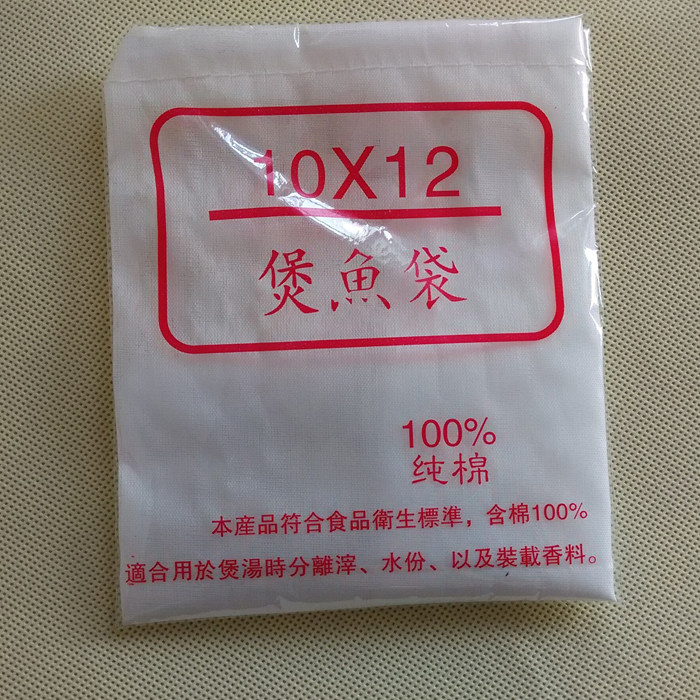 10X12
煲魚袋
100%
纯棉
本産品符合食品衛生標準，含棉100%
適合用於煲湯時分離滓、水份、以及裝載香料。